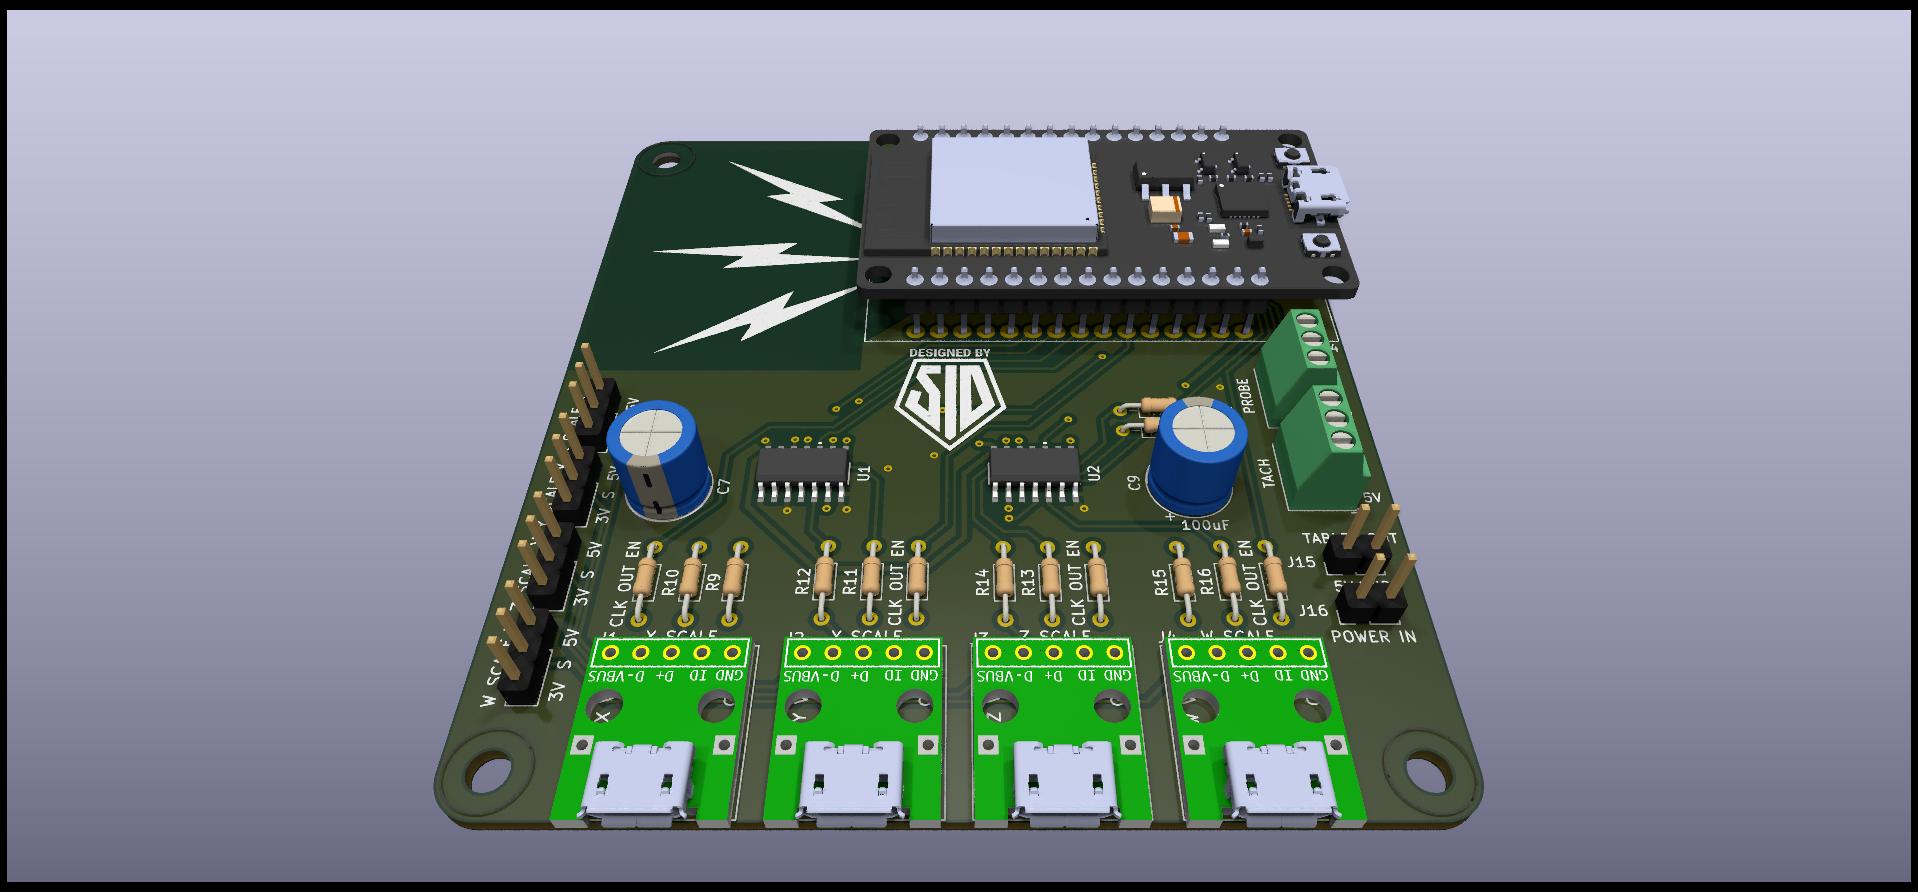 DESIGNED BY
SID
PROBE
TACH
U1
U2
C7
C9
+
100uF
5V
5V
3V S 5V
3V S 5V
3V S 5V
W SC
J15
J16
POWER IN
CLK OUT EN
R10
R9
R12
R11
CLK OUT EN
R14
R13
CLK OUT EN
R15
R16
CLK OUT EN
X SCALE
Y SCALE
Z SCALE
W SCALE
VBUS D- D+ ID GND
VBUS D- D+ ID GND
VBUS D- D+ ID GND
VBUS D- D+ ID GND
X
Y
Z
W